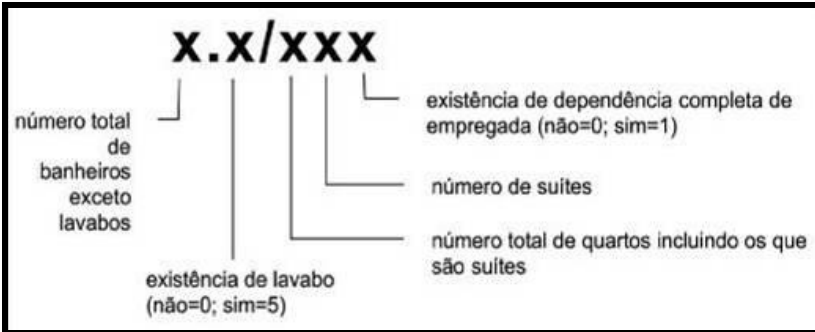 x.x/xxx
número total
de
banheiros
exceto
lavabos
existência de lavabo
(não=0; sim=5)
existência de dependência completa de
empregada (não=0; sim=1)
número de suítes
número total de quartos incluindo os que
são suítes